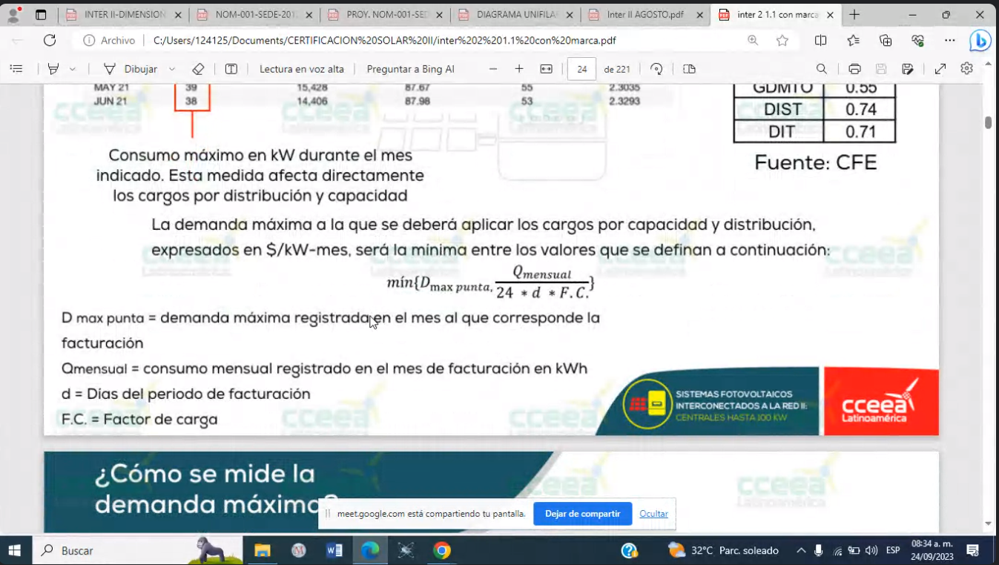 INTER II-DIMENSION
NOM-001-SEDE-201
PROY. NOM-001-SED
DIAGRAMA UNIFILA
Inter II AGOSTO.pdf
inter 2 1.1 con marca
Archivo
C:/Users/124125/Documents/CERTIFICACION%20SOLAR%20II/inter%202%201.1%20con%20marca.pdf
Dibujar
Lectura en voz alta
Preguntar a Bing AI
24
de 221
MAY 21 39 15,428 87.67 55 2.3035
JUN 21 38 14,406 87.98 53 2.3293
GDMTO 0.55
DIST 0.74
DIT 0.71
Fuente: CFE
Consumo máximo en kW durante el mes
indicado. Esta medida afecta directamente
los cargos por distribución y capacidad
La demanda máxima a la que se deberá aplicar los cargos por capacidad y distribución,
expresados en $/kW-mes, será la mínima entre los valores que se definan a continuación:
mín{D max punta, Qmensual / 24 * d * F.C.}
D max punta = demanda máxima registrada en el mes al que corresponde la
facturación
Qmensual = consumo mensual registrado en el mes de facturación en kWh
d = Dias del periodo de facturación
F.C. = Factor de carga
SISTEMAS FOTOVOLTAICOS
INTERCONECTADOS A LA RED II:
CENTRALES HASTA 100 KW
cceea
Latinoamérica
¿Cómo se mide la
demanda máxima?
meet.google.com está compartiendo tu pantalla.
Dejar de compartir
Ocultar
Buscar
32°C Parc. soleado
ESP
08:34 a. m.
24/09/2023